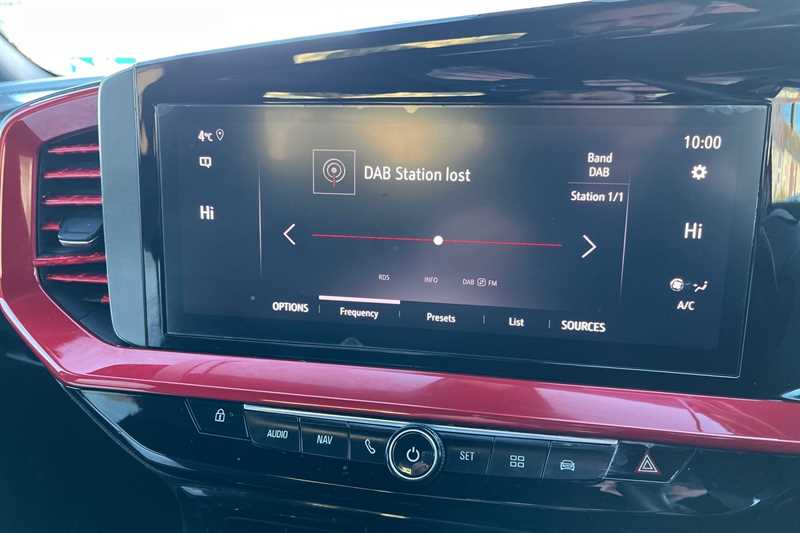 4°C
10:00
DAB Station lost
Band
DAB
Station 1/1
Hi
Hi
RDS
INFO
DAB FM
A/C
OPTIONS
Frequency
Presets
List
SOURCES
AUDIO
NAV
SET